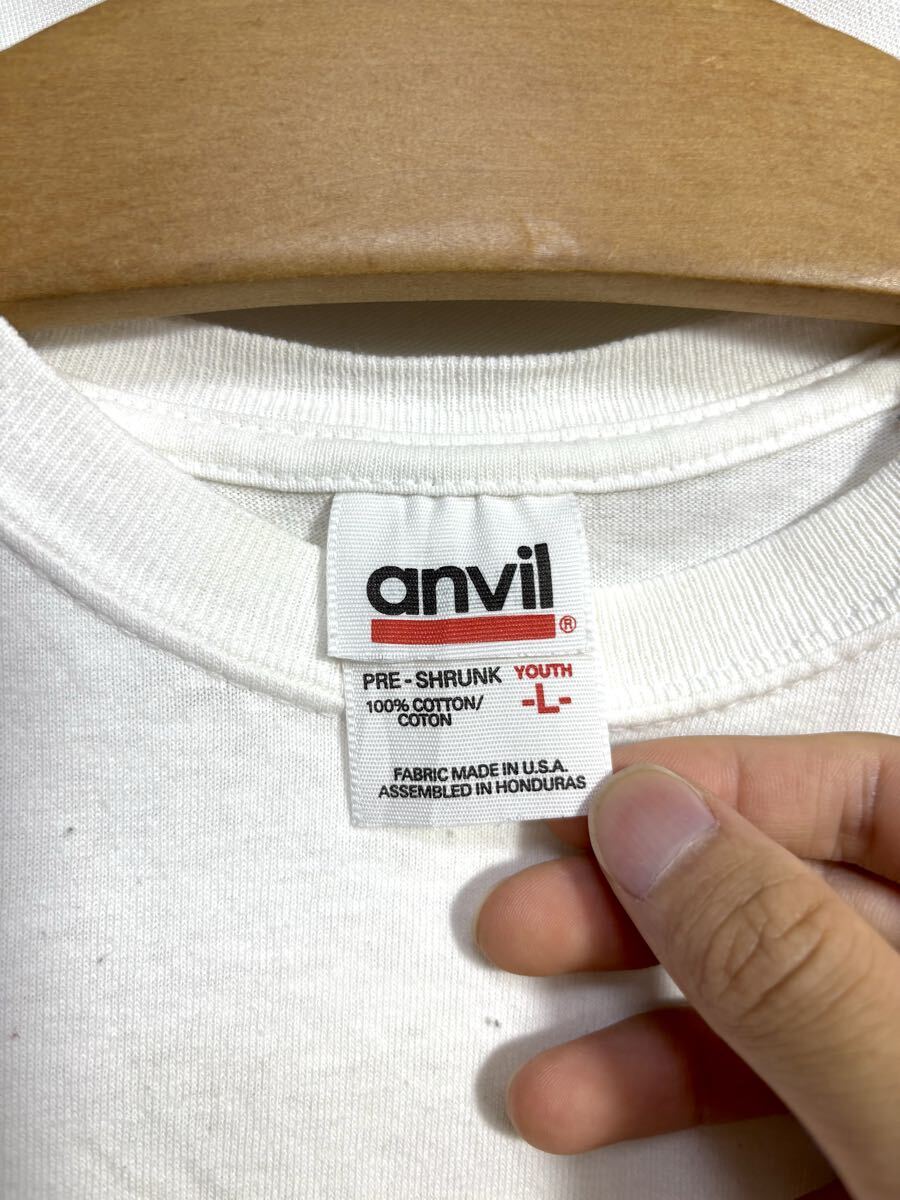 anvil
®
PRE-SHRUNK YOUTH
100% COTTON/ -L-
COTON
FABRIC MADE IN U.S.A.
ASSEMBLED IN HONDURAS